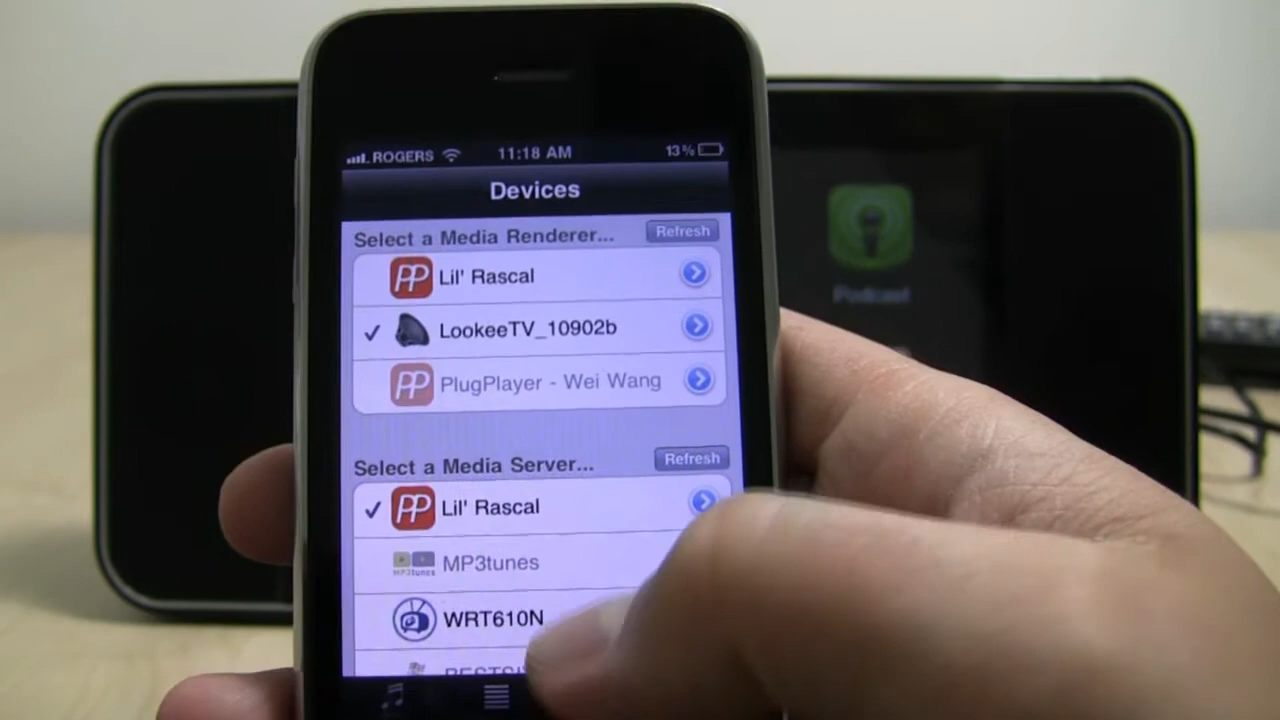 ROGERS 11:18 AM 13%
Devices
Select a Media Renderer... Refresh
PP Lil' Rascal
LookeeTV_10902b
PP PlugPlayer - Wei Wang
Select a Media Server... Refresh
PP Lil' Rascal
MP3tunes MP3tunes
WRT610N
Podcast